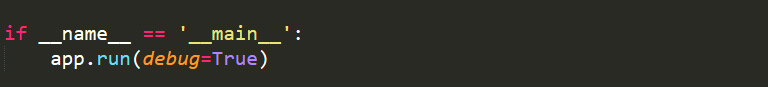 if __name__ == '__main__':
    app.run(debug=True)